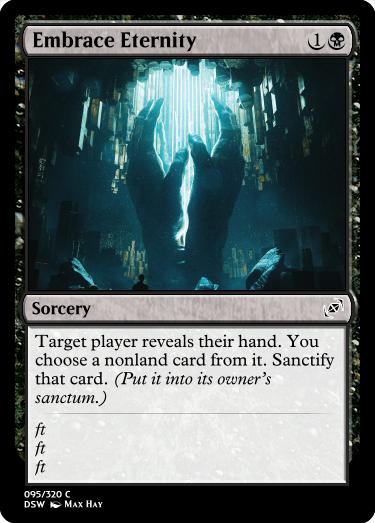 Embrace Eternity 1
Sorcery
Target player reveals their hand. You
choose a nonland card from it. Sanctify
that card. (Put it into its owner's
sanctum.)
ft
ft
ft
095/320 C
DSW Max Hay